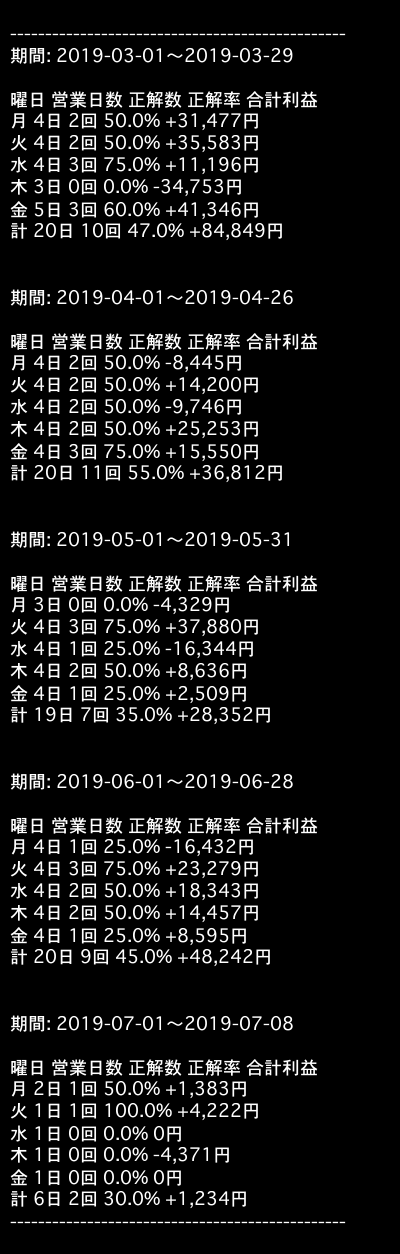 ------------------------------------------------
期間: 2019-03-01〜2019-03-29
曜日 営業日数 正解数 正解率 合計利益
月 4日 2回 50.0% +31,477円
火 4日 2回 50.0% +35,583円
水 4日 3回 75.0% +11,196円
木 3日 0回 0.0% -34,753円
金 5日 3回 60.0% +41,346円
計 20日 10回 47.0% +84,849円
期間: 2019-04-01〜2019-04-26
曜日 営業日数 正解数 正解率 合計利益
月 4日 2回 50.0% -8,445円
火 4日 2回 50.0% +14,200円
水 4日 2回 50.0% -9,746円
木 4日 2回 50.0% +25,253円
金 4日 3回 75.0% +15,550円
計 20日 11回 55.0% +36,812円
期間: 2019-05-01〜2019-05-31
曜日 営業日数 正解数 正解率 合計利益
月 3日 0回 0.0% -4,329円
火 4日 3回 75.0% +37,880円
水 4日 1回 25.0% -16,344円
木 4日 2回 50.0% +8,636円
金 4日 1回 25.0% +2,509円
計 19日 7回 35.0% +28,352円
期間: 2019-06-01〜2019-06-28
曜日 営業日数 正解数 正解率 合計利益
月 4日 1回 25.0% -16,432円
火 4日 3回 75.0% +23,279円
水 4日 2回 50.0% +18,343円
木 4日 2回 50.0% +14,457円
金 4日 1回 25.0% +8,595円
計 20日 9回 45.0% +48,242円
期間: 2019-07-01〜2019-07-08
曜日 営業日数 正解数 正解率 合計利益
月 2日 1回 50.0% +1,383円
火 1日 1回 100.0% +4,222円
水 1日 0回 0.0% 0円
木 1日 0回 0.0% -4,371円
金 1日 0回 0.0% 0円
計 6日 2回 30.0% +1,234円
------------------------------------------------